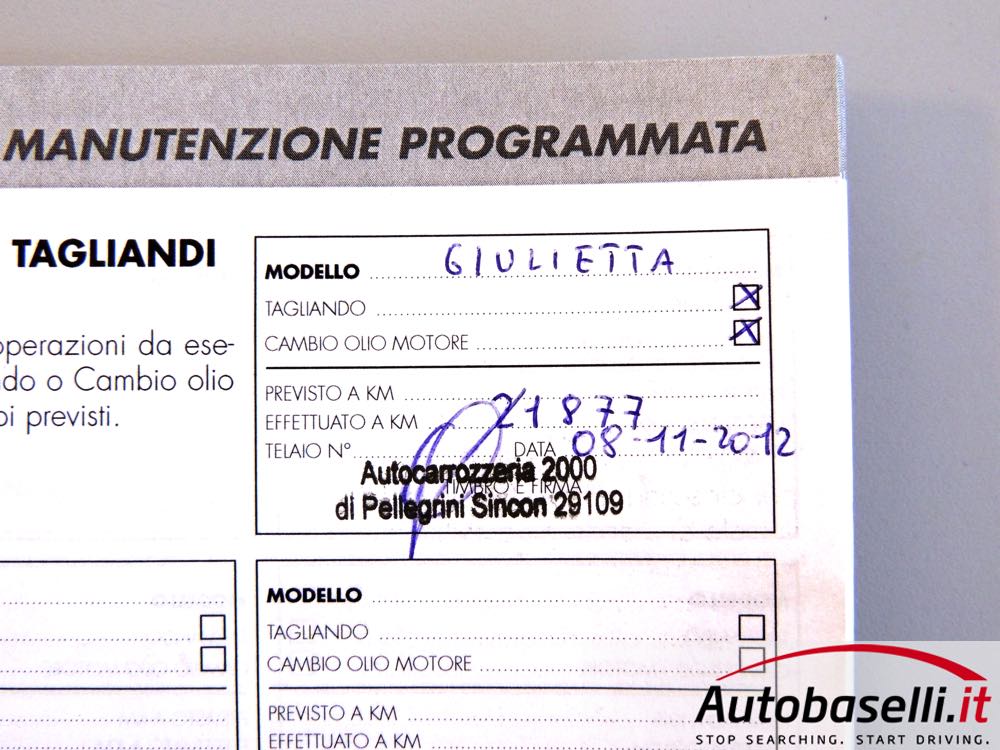 MANUTENZIONE PROGRAMMATA
TAGLIANDI
operazioni da ese-
ndo o Cambio olio
pi previsti.
MODELLO GIULIETTA
TAGLIANDO
CAMBIO OLIO MOTORE
PREVISTO A KM
EFFETTUATO A KM 21877
TELAIO N° DATA 08-11-2012
TIMBRO E FIRMA
Autocarrozzeria 2000
di Pellegrini Sincon 29109
MODELLO
TAGLIANDO
CAMBIO OLIO MOTORE
PREVISTO A KM
EFFETTUATO A KM
Autobaselli.it
STOP SEARCHING. START DRIVING.